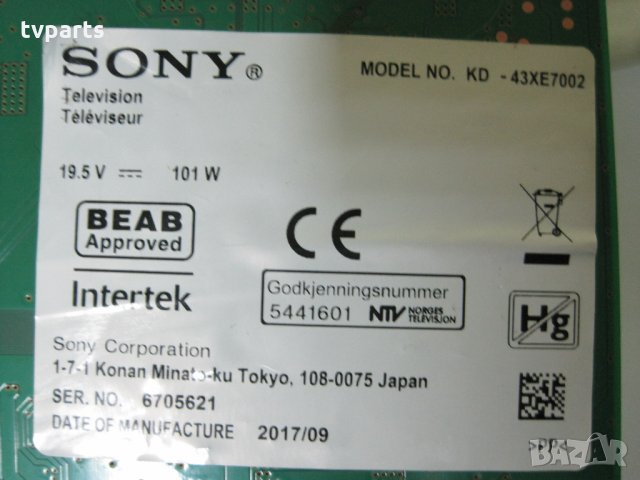 tvparts
SONY®
MODEL NO. KD - 43XE7002
Television
Téléviseur
19.5 V ⎓ 101 W
BEAB
Approved
CE
Intertek
Godkjenningsnummer
5441601 NTV NORGES TELEVISJON
Hg
Sony Corporation
1-7-1 Konan Minato-ku Tokyo, 108-0075 Japan
SER. NO. 6705621
DATE OF MANUFACTURE 2017/09
BAZAR